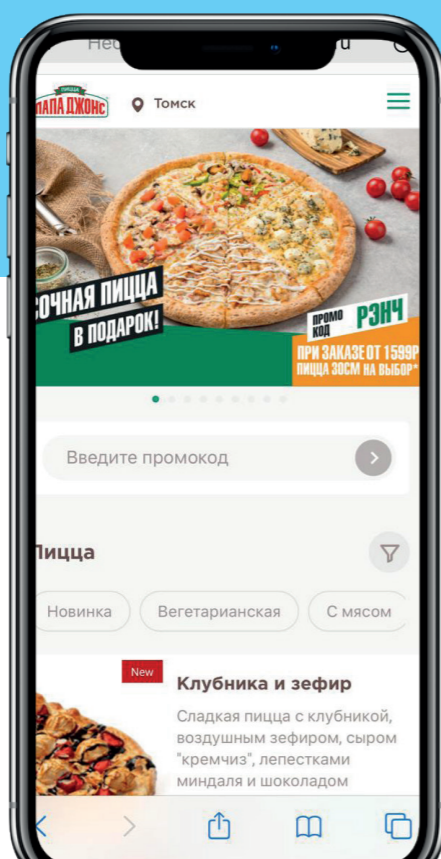 ПИЦЦА
ПАПА ДЖОНС
Томск
СОЧНАЯ ПИЦЦА
В ПОДАРОК!
ПРОМО
КОД
РЭНЧ
ПРИ ЗАКАЗЕ ОТ 1599Р
ПИЦЦА 30СМ НА ВЫБОР*
Введите промокод
Пицца
Новинка
Вегетарианская
С мясом
New
Клубника и зефир
Сладкая пицца с клубникой,
воздушным зефиром, сыром
"кремчиз", лепестками
миндаля и шоколадом